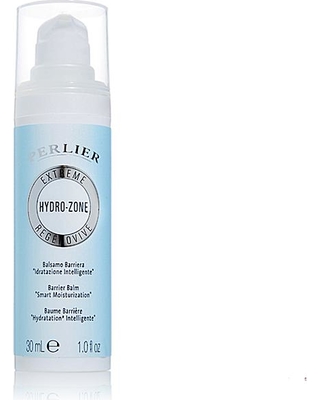 PERLIER
EXTREME
HYDRO-ZONE
REGENOVIVE
Balsamo Barriera
"Idratazione Intelligente"
Barrier Balm
"Smart Moisturization"
Baume Barrière
"Hydratation* Intelligente"
30 mL ℮ 1.0 fl oz